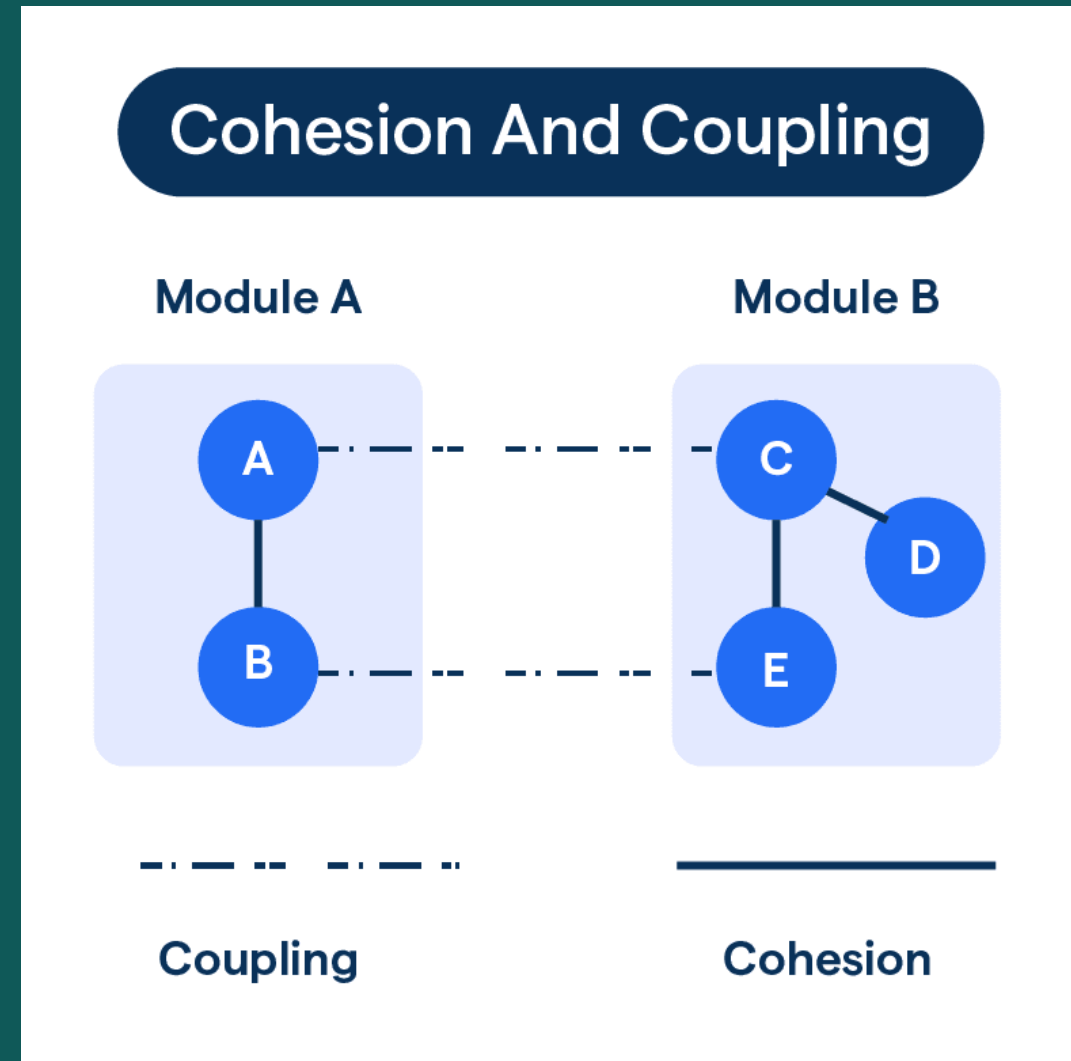 Cohesion And Coupling
Module A
Module B
A
C
D
B
E
Coupling
Cohesion